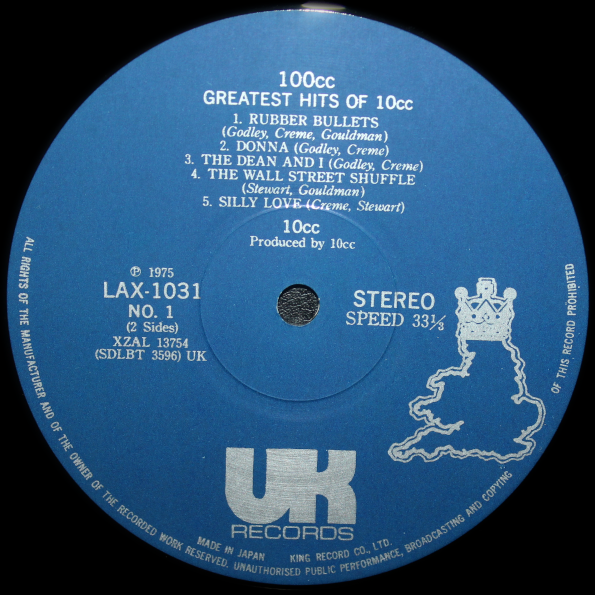 100cc
GREATEST HITS OF 10cc
1. RUBBER BULLETS
(Godley, Creme, Gouldman)
2. DONNA (Godley, Creme)
3. THE DEAN AND I (Godley, Creme)
4. THE WALL STREET SHUFFLE
(Stewart, Gouldman)
5. SILLY LOVE (Creme, Stewart)
10cc
Produced by 10cc
℗ 1975
LAX-1031
NO. 1
(2 Sides)
XZAL 13754
(SDLBT 3596) UK
STEREO
SPEED 33⅓
UK
RECORDS
MADE IN JAPAN KING RECORD CO., LTD.
ALL RIGHTS OF THE MANUFACTURER AND OF THE OWNER OF THE RECORDED WORK RESERVED. UNAUTHORISED PUBLIC PERFORMANCE, BROADCASTING AND COPYING OF THIS RECORD PROHIBITED